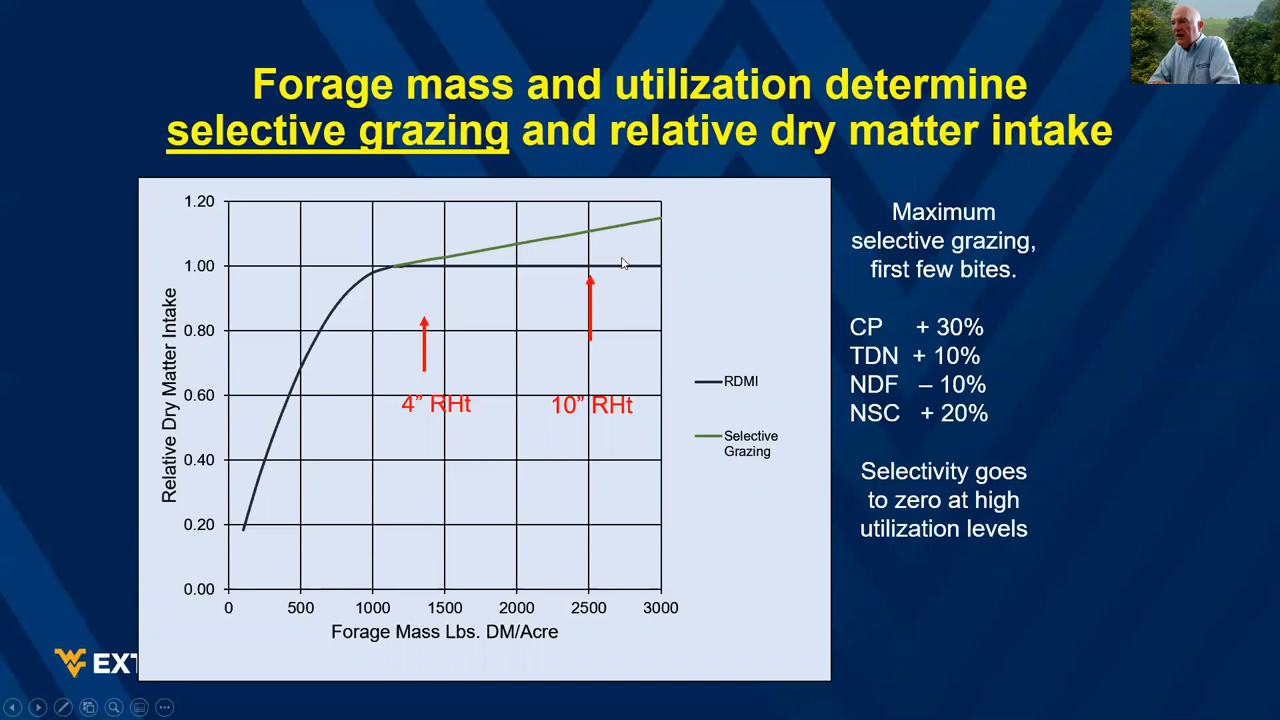 Forage mass and utilization determine
selective grazing and relative dry matter intake
1.20
1.00
0.80
0.60
0.40
0.20
0.00
Relative Dry Matter Intake
4” RHt
10” RHt
0 500 1000 1500 2000 2500 3000
Forage Mass Lbs. DM/Acre
RDMI
Selective
Grazing
Maximum
selective grazing,
first few bites.
CP + 30%
TDN + 10%
NDF – 10%
NSC + 20%
Selectivity goes
to zero at high
utilization levels
WV EXT